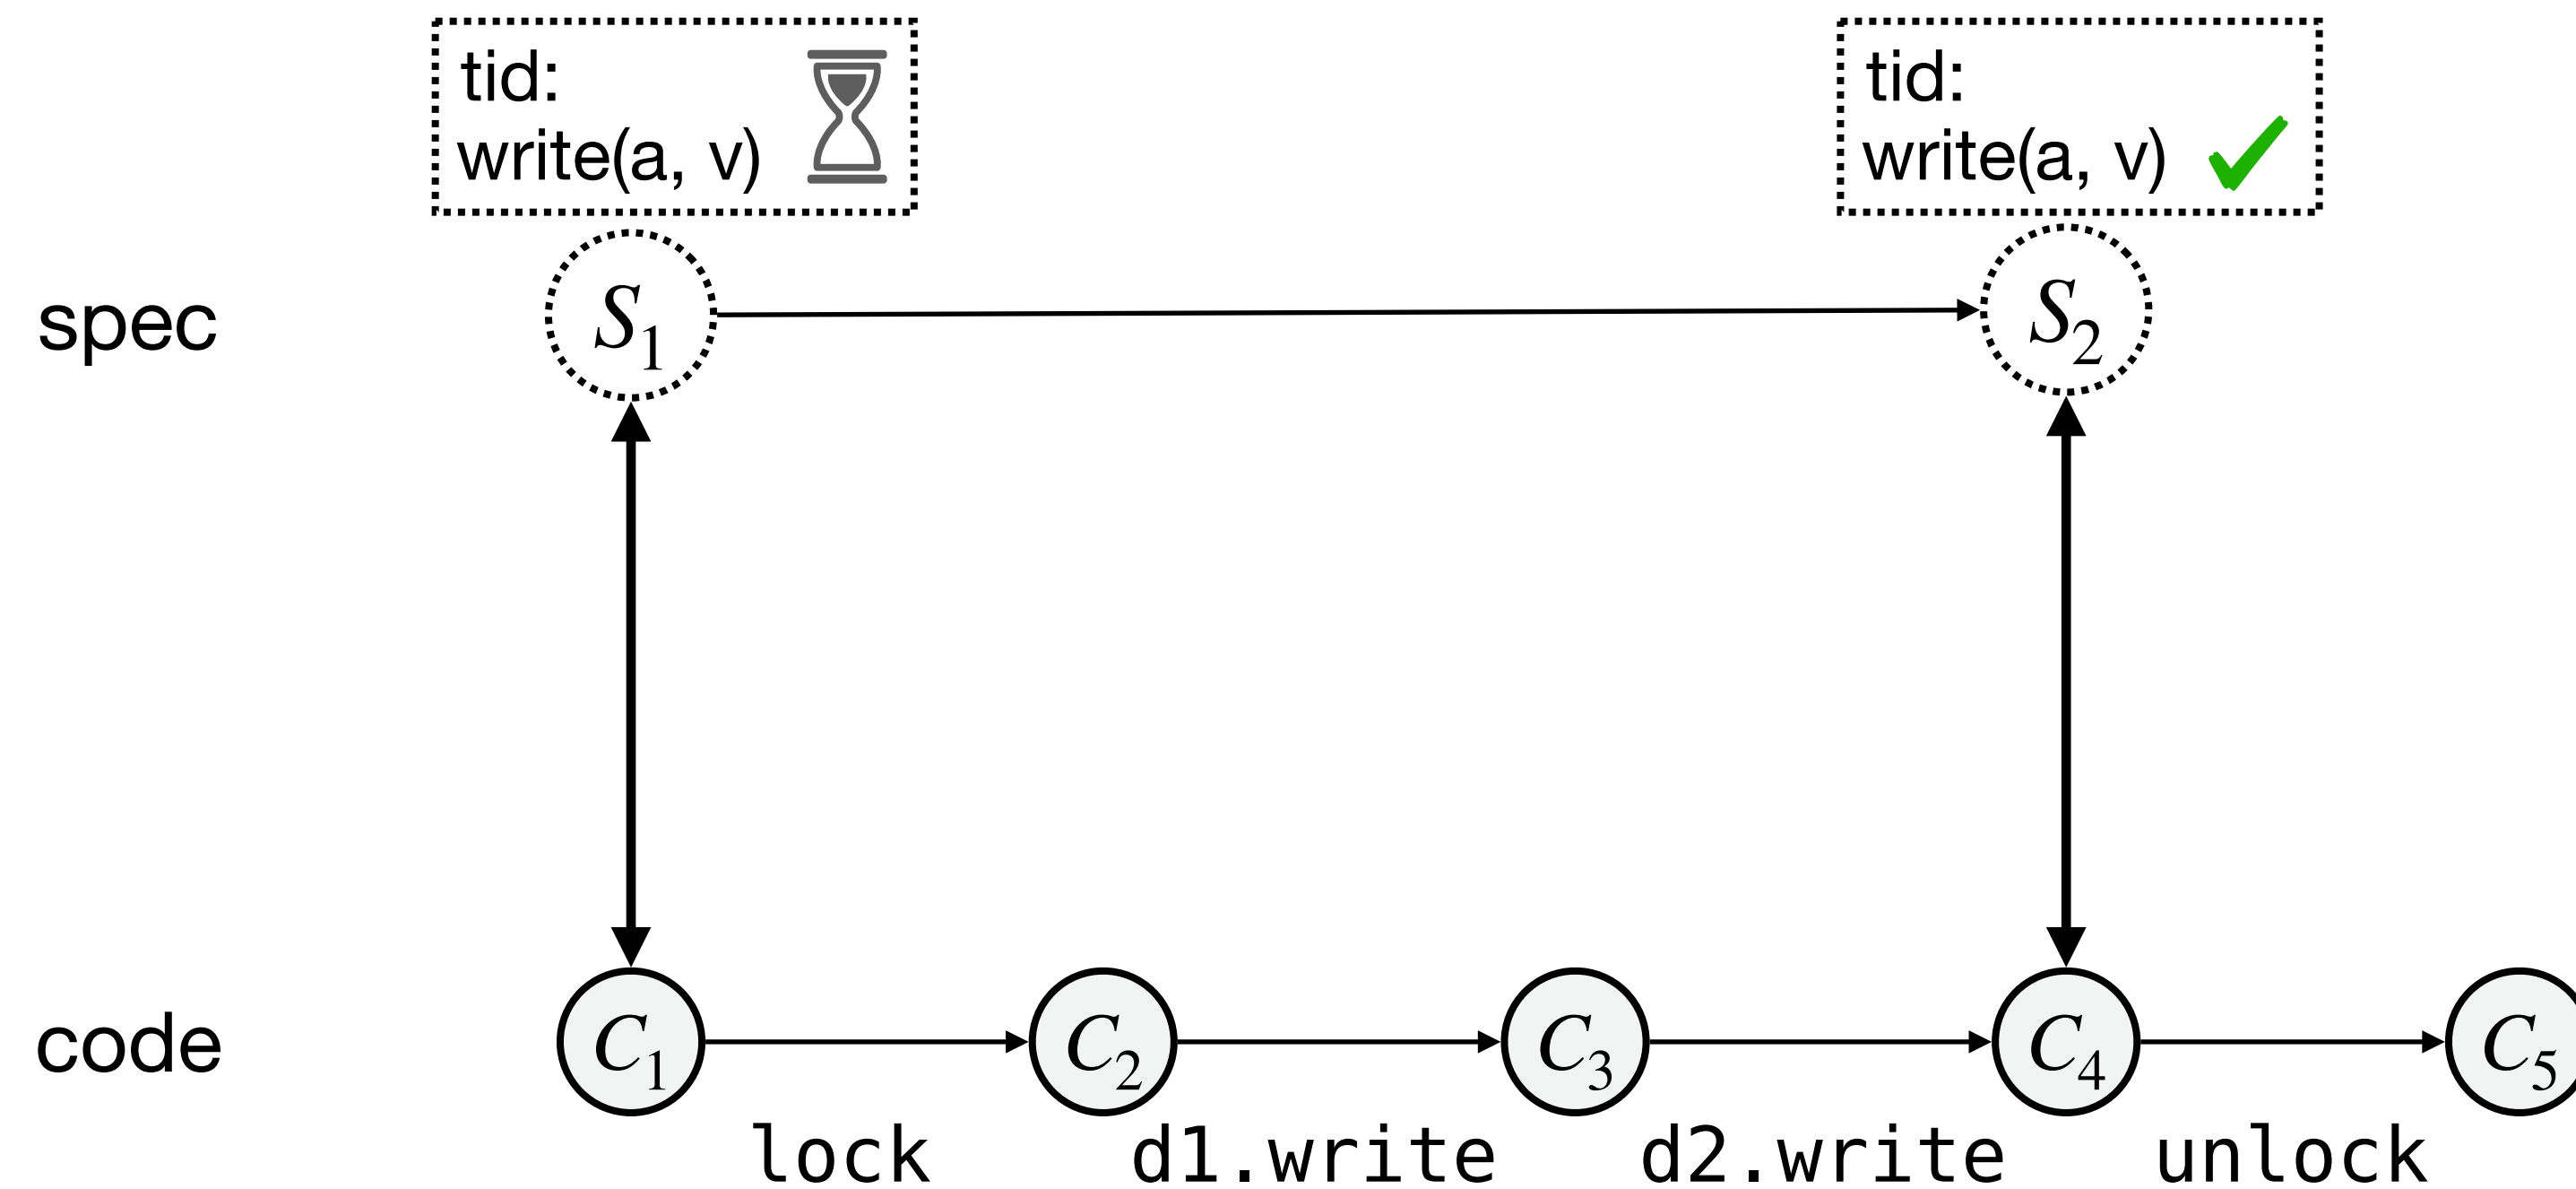 tid:
write(a, v)
tid:
write(a, v)
spec
S1
S2
code
C1
C2
C3
C4
C5
lock
d1.write
d2.write
unlock